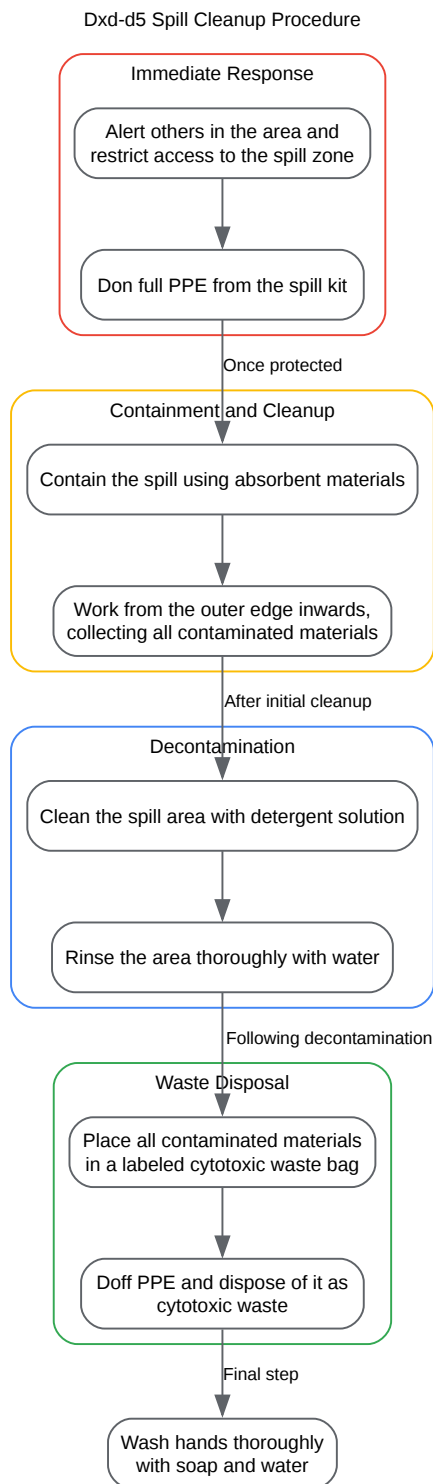 Dxd-d5 Spill Cleanup Procedure
Immediate Response
Alert others in the area and
restrict access to the spill zone
Don full PPE from the spill kit
Once protected
Containment and Cleanup
Contain the spill using absorbent materials
Work from the outer edge inwards,
collecting all contaminated materials
After initial cleanup
Decontamination
Clean the spill area with detergent solution
Rinse the area thoroughly with water
Following decontamination
Waste Disposal
Place all contaminated materials
in a labeled cytotoxic waste bag
Doff PPE and dispose of it as
cytotoxic waste
Final step
Wash hands thoroughly
with soap and water